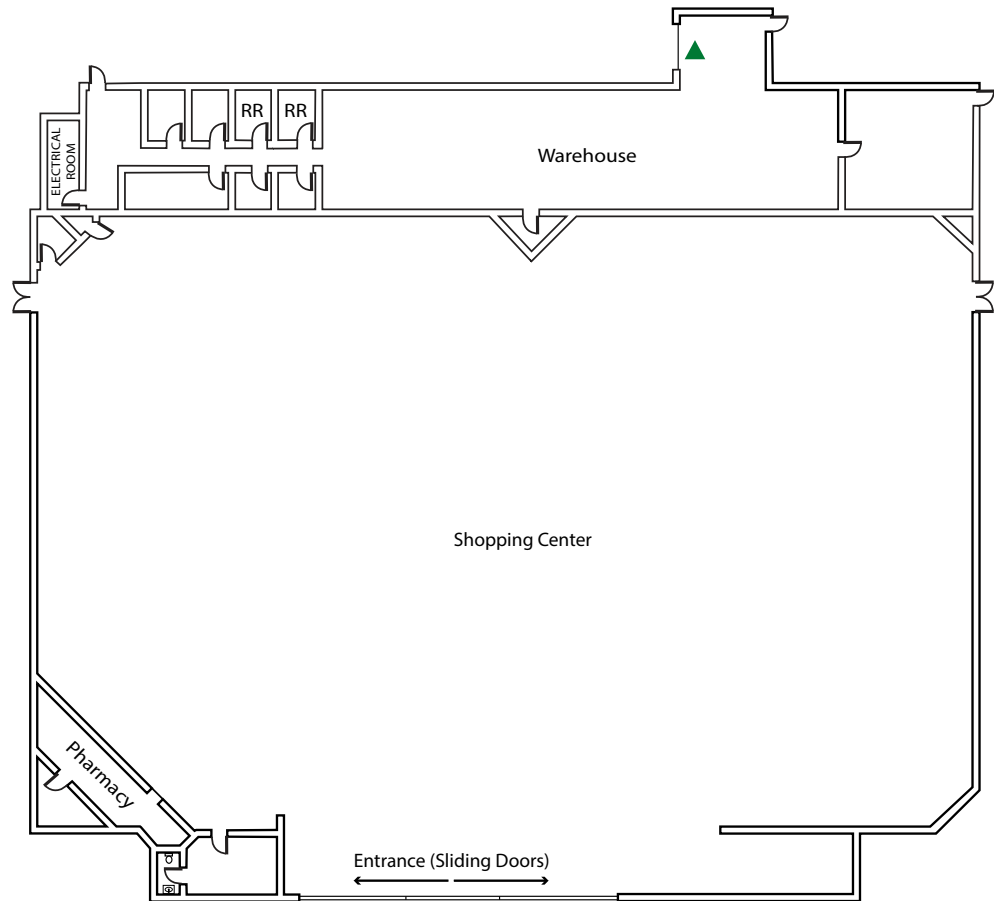 RR
RR
ELECTRICAL
ROOM
Warehouse
Shopping Center
Pharmacy
Entrance (Sliding Doors)